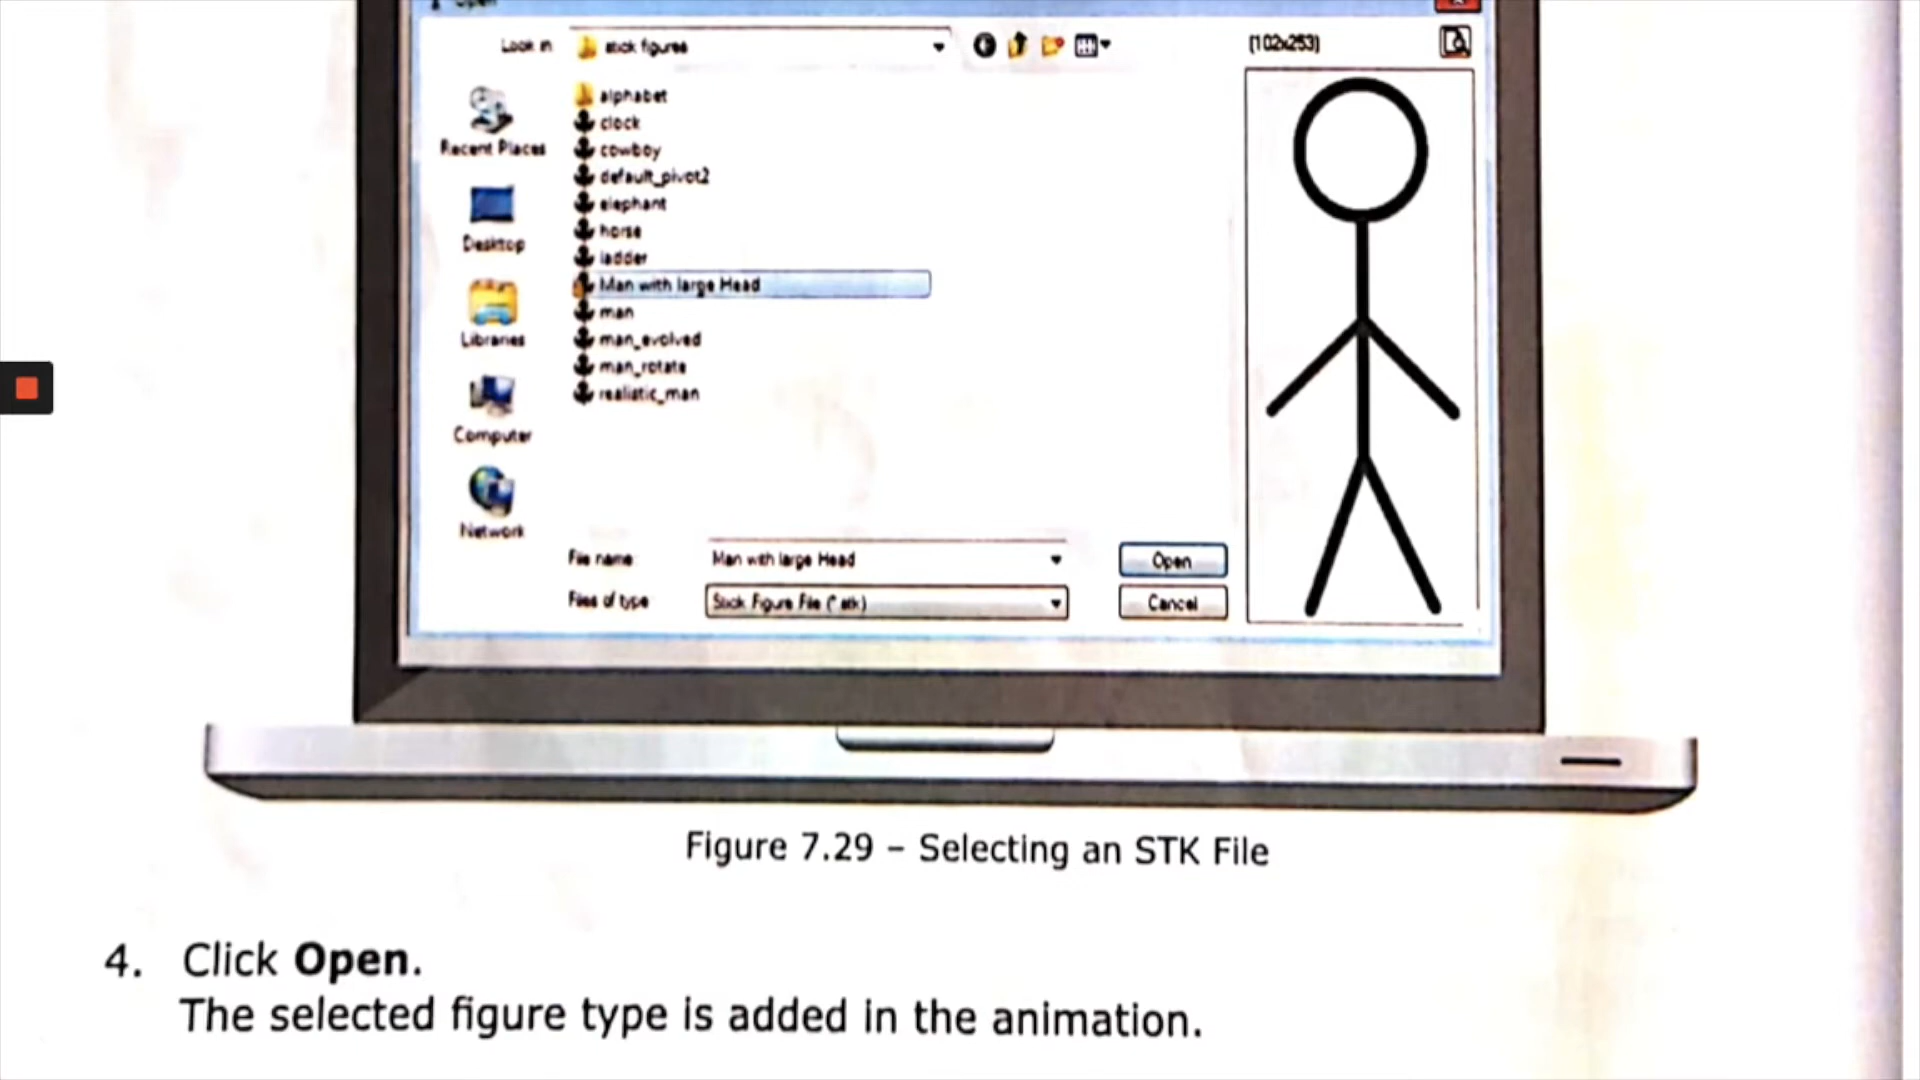 Open
Look in stick figures [102x253]
alphabet
clock
cowboy
default_pivot2
elephant
horse
ladder
Man with large Head
man
man_evolved
man_rotate
realistic_man
Recent Places
Desktop
Libraries
Computer
Network
File name: Man with large Head Open
Files of type Stick Figure File (*.stk) Cancel
Figure 7.29 – Selecting an STK File
4. Click Open.
The selected figure type is added in the animation.